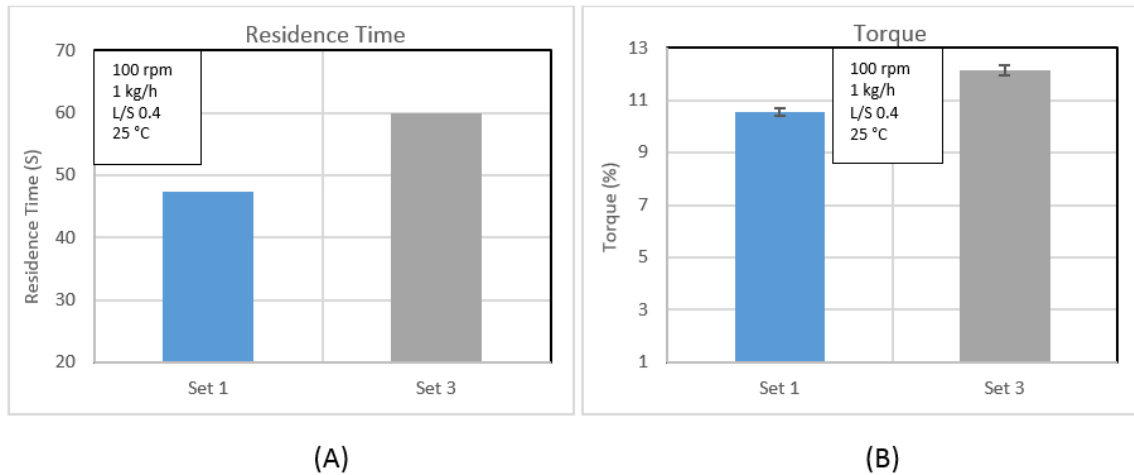 Residence Time
70
60
50
40
30
20
Residence Time (S)
100 rpm
1 kg/h
L/S 0.4
25 °C
Set 1
Set 3
(A)
Torque
13
11
9
7
5
3
1
Torque (%)
100 rpm
1 kg/h
L/S 0.4
25 °C
Set 1
Set 3
(B)